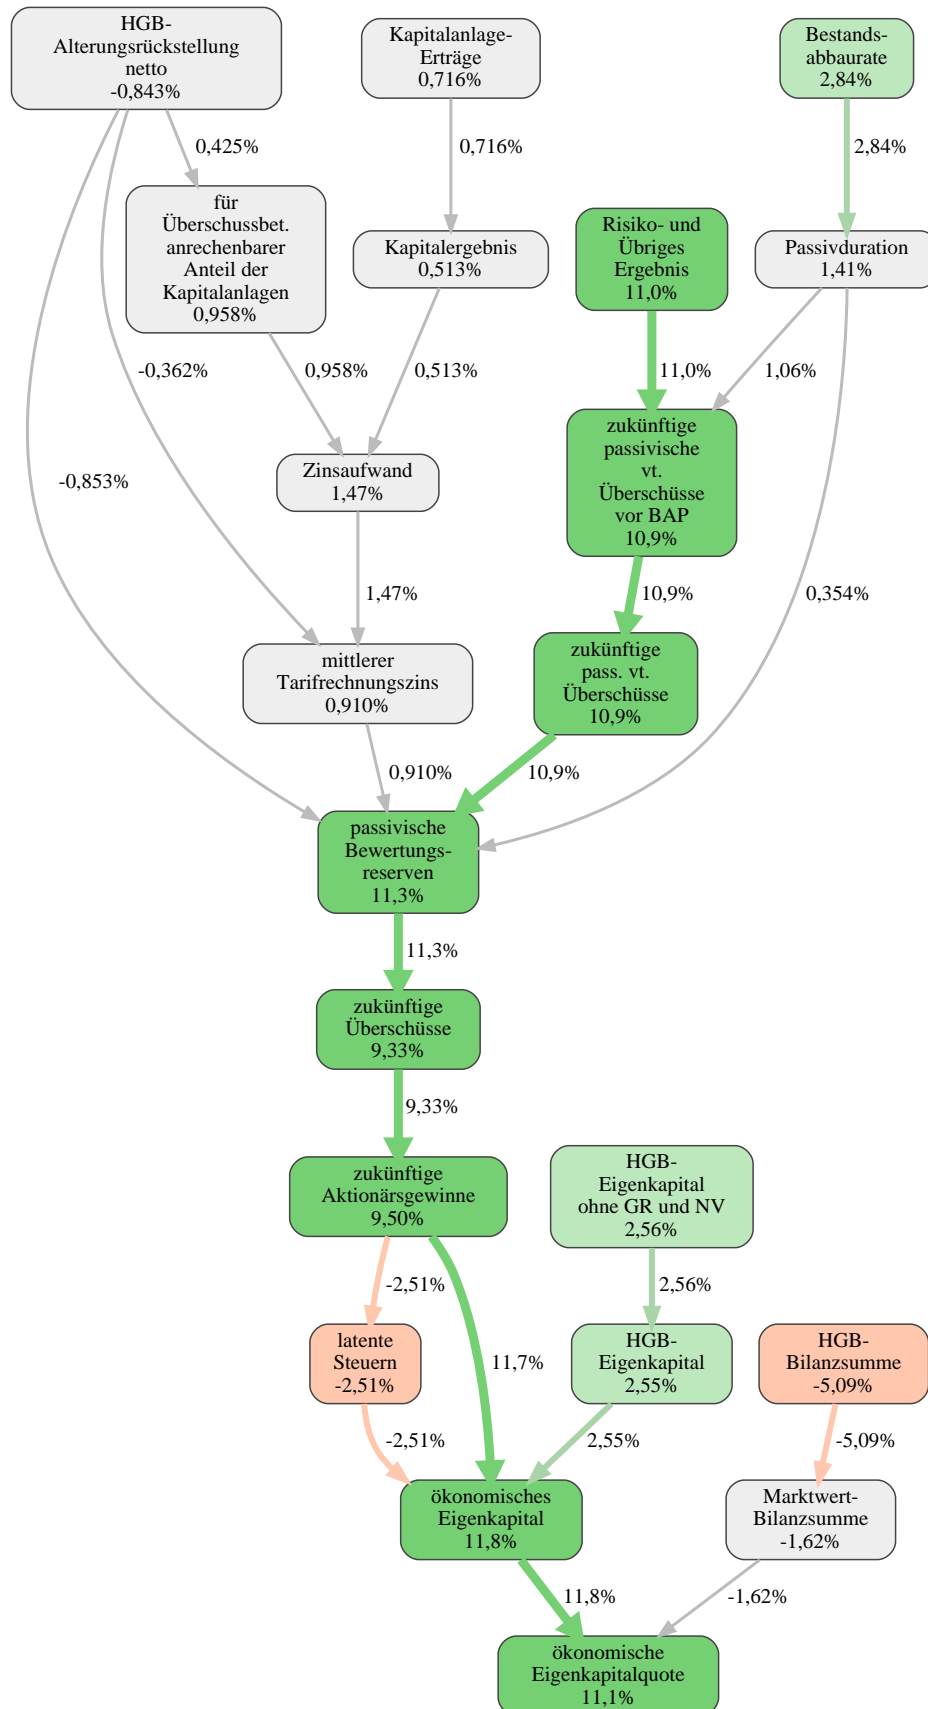 HGB-
Alterungsrückstellung
netto
-0,843%
Kapitalanlage-
Erträge
0,716%
Bestands-
abbaurate
2,84%
0,425%
0,716%
2,84%
für
Überschussbet.
anrechenbarer
Anteil der
Kapitalanlagen
0,958%
Kapitalergebnis
0,513%
Risiko- und
Übriges
Ergebnis
11,0%
Passivduration
1,41%
-0,362%
0,958%
0,513%
11,0%
1,06%
-0,853%
Zinsaufwand
1,47%
zukünftige
passivische
vt.
Überschüsse
vor BAP
10,9%
1,47%
10,9%
0,354%
mittlerer
Tarifrechnungszins
0,910%
zukünftige
pass. vt.
Überschüsse
10,9%
0,910%
10,9%
passivische
Bewertungs-
reserven
11,3%
11,3%
zukünftige
Überschüsse
9,33%
9,33%
zukünftige
Aktionärsgewinne
9,50%
HGB-
Eigenkapital
ohne GR und NV
2,56%
-2,51%
2,56%
latente
Steuern
-2,51%
11,7%
HGB-
Eigenkapital
2,55%
HGB-
Bilanzsumme
-5,09%
-2,51%
2,55%
-5,09%
ökonomisches
Eigenkapital
11,8%
Marktwert-
Bilanzsumme
-1,62%
11,8%
-1,62%
ökonomische
Eigenkapitalquote
11,1%